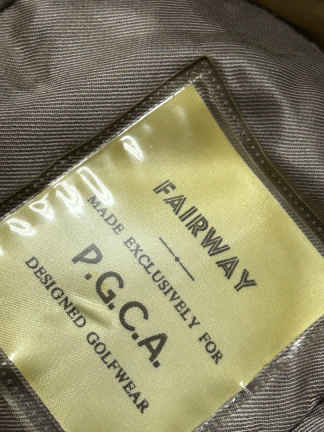 FAIRWAY
MADE EXCLUSIVELY FOR
P.G.C.A.
DESIGNED GOLFWEAR